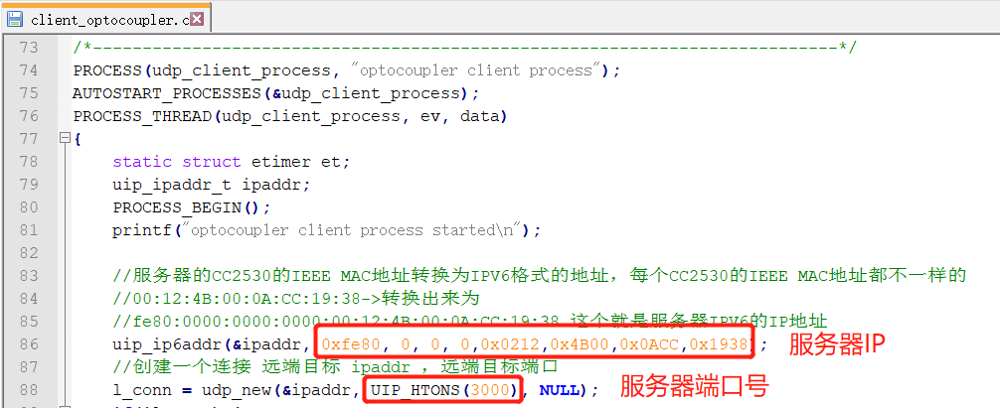 client_optocoupler.c
73 /*---------------------------------------------------------------------------*/
74 PROCESS(udp_client_process, "optocoupler client process");
75 AUTOSTART_PROCESSES(&udp_client_process);
76 PROCESS_THREAD(udp_client_process, ev, data)
77 {
78 static struct etimer et;
79 uip_ipaddr_t ipaddr;
80 PROCESS_BEGIN();
81 printf("optocoupler client process started\n");
82
83 //服务器的CC2530的IEEE MAC地址转换为IPV6格式的地址，每个CC2530的IEEE MAC地址都不一样的
84 //00:12:4B:00:0A:CC:19:38->转换出来为
85 //fe80:0000:0000:0000:00:12:4B:00:0A:CC:19:38 这个就是服务器IPV6的IP地址
86 uip_ip6addr(&ipaddr, 0xfe80, 0, 0, 0,0x0212,0x4B00,0x0ACC,0x1938); 服务器IP
87 //创建一个连接 远端目标 ipaddr ，远端目标端口
88 l_conn = udp_new(&ipaddr, UIP_HTONS(3000), NULL); 服务器端口号